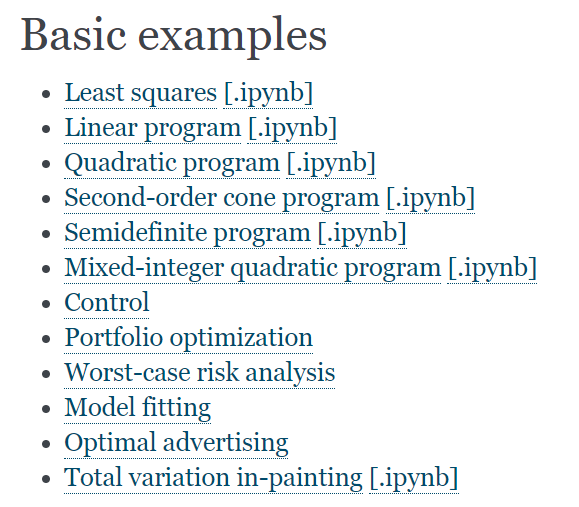 Basic examples
Least squares [.ipynb]
Linear program [.ipynb]
Quadratic program [.ipynb]
Second-order cone program [.ipynb]
Semidefinite program [.ipynb]
Mixed-integer quadratic program [.ipynb]
Control
Portfolio optimization
Worst-case risk analysis
Model fitting
Optimal advertising
Total variation in-painting [.ipynb]